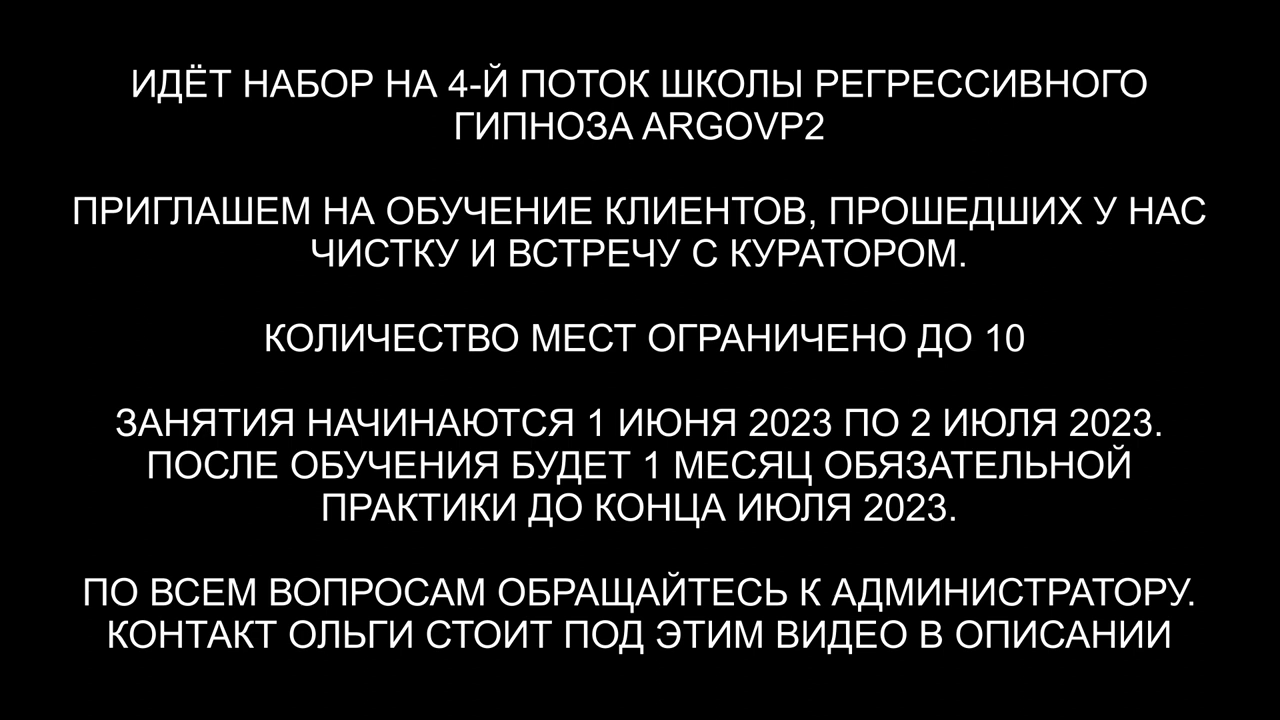 ИДЁТ НАБОР НА 4-Й ПОТОК ШКОЛЫ РЕГРЕССИВНОГО
ГИПНОЗА ARGOVP2
ПРИГЛАШЕМ НА ОБУЧЕНИЕ КЛИЕНТОВ, ПРОШЕДШИХ У НАС
ЧИСТКУ И ВСТРЕЧУ С КУРАТОРОМ.
КОЛИЧЕСТВО МЕСТ ОГРАНИЧЕНО ДО 10
ЗАНЯТИЯ НАЧИНАЮТСЯ 1 ИЮНЯ 2023 ПО 2 ИЮЛЯ 2023.
ПОСЛЕ ОБУЧЕНИЯ БУДЕТ 1 МЕСЯЦ ОБЯЗАТЕЛЬНОЙ
ПРАКТИКИ ДО КОНЦА ИЮЛЯ 2023.
ПО ВСЕМ ВОПРОСАМ ОБРАЩАЙТЕСЬ К АДМИНИСТРАТОРУ.
КОНТАКТ ОЛЬГИ СТОИТ ПОД ЭТИМ ВИДЕО В ОПИСАНИИ